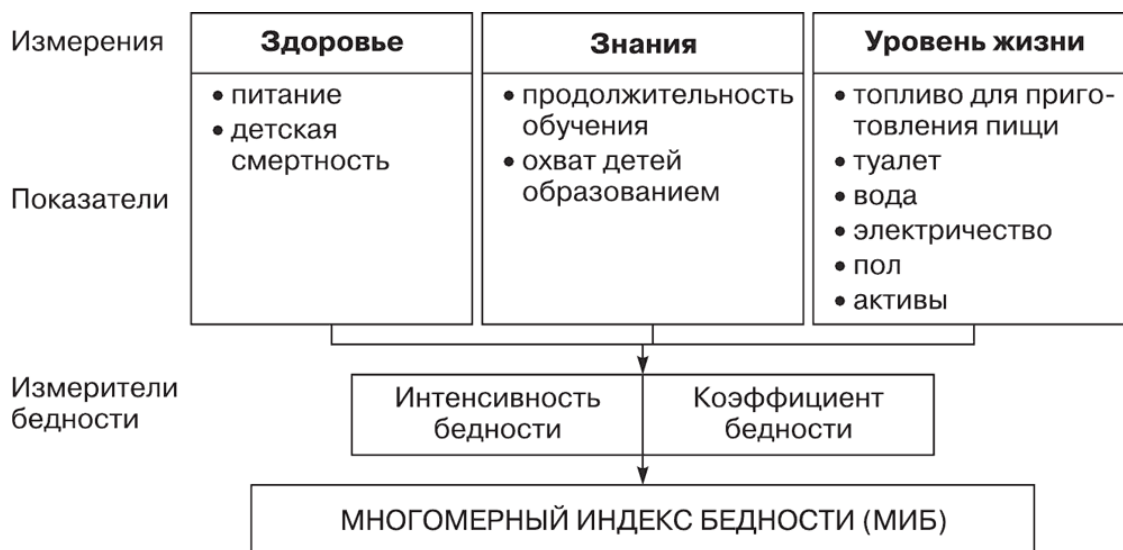 Измерения
Здоровье
Знания
Уровень жизни
Показатели
• питание
• детская
смертность
• продолжительность
обучения
• охват детей
образованием
• топливо для приго-
товления пищи
• туалет
• вода
• электричество
• пол
• активы
Измерители
бедности
Интенсивность
бедности
Коэффициент
бедности
МНОГОМЕРНЫЙ ИНДЕКС БЕДНОСТИ (МИБ)